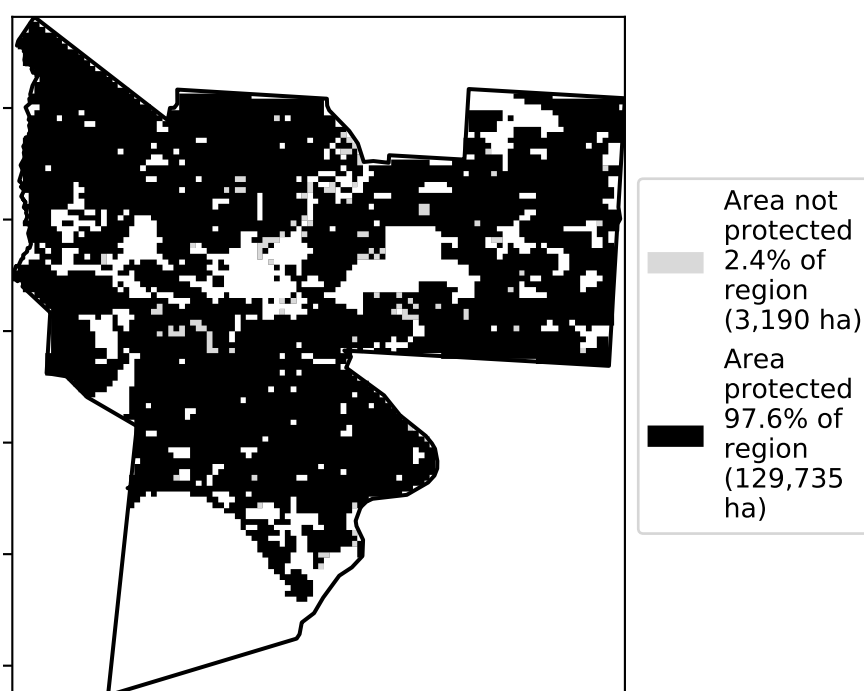 Area not
protected
2.4% of
region
(3,190 ha)
Area
protected
97.6% of
region
(129,735
ha)